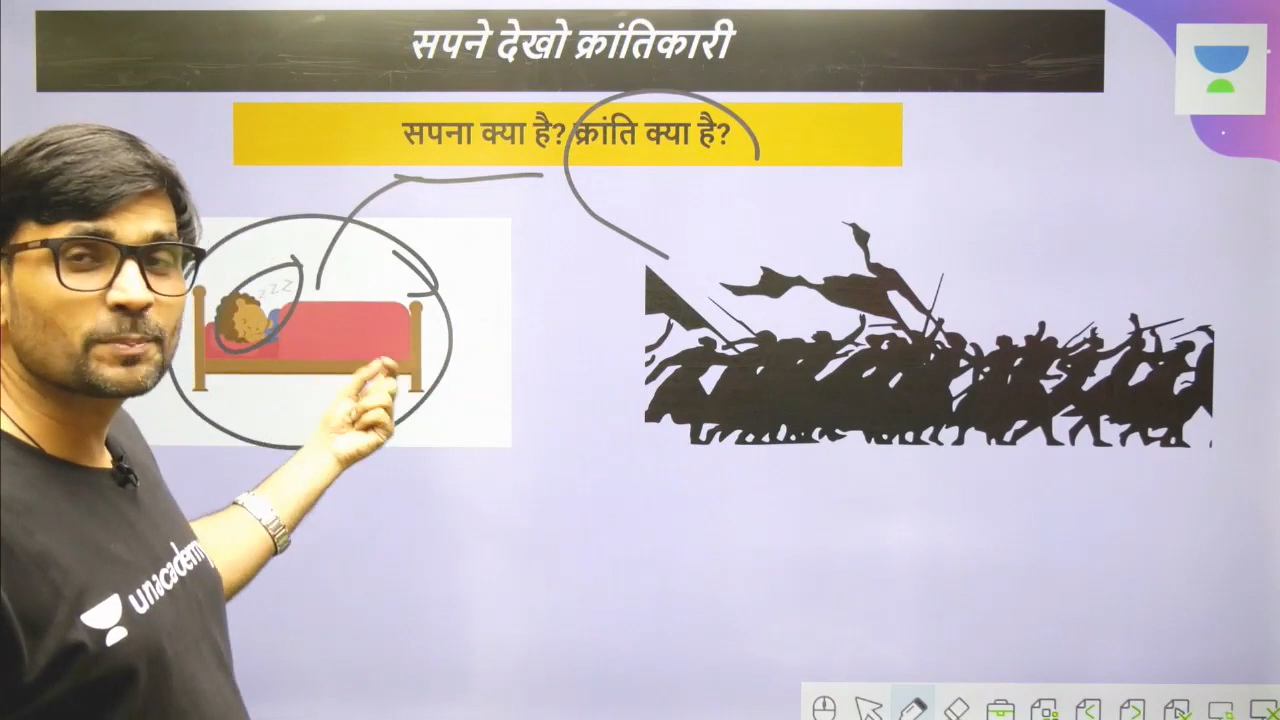 सपने देखो क्रांतिकारी
सपना क्या है? क्रांति क्या है?
z z Z
unacademy